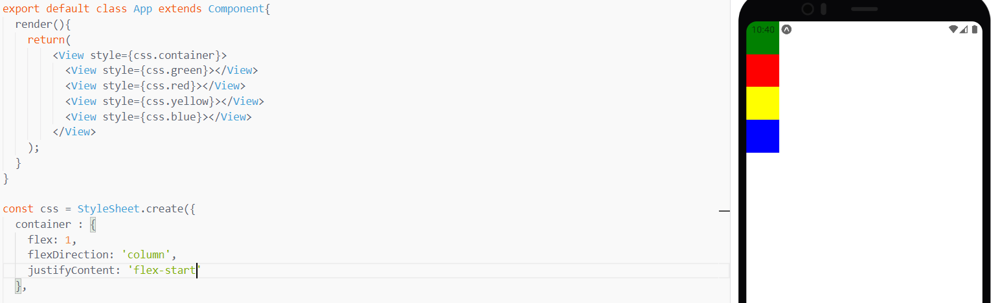 export default class App extends Component{
render(){
return(
<View style={css.container}>
<View style={css.green}></View>
<View style={css.red}></View>
<View style={css.yellow}></View>
<View style={css.blue}></View>
</View>
);
}
}
const css = StyleSheet.create({
container : {
flex: 1,
flexDirection: 'column',
justifyContent: 'flex-start'
},
10:40